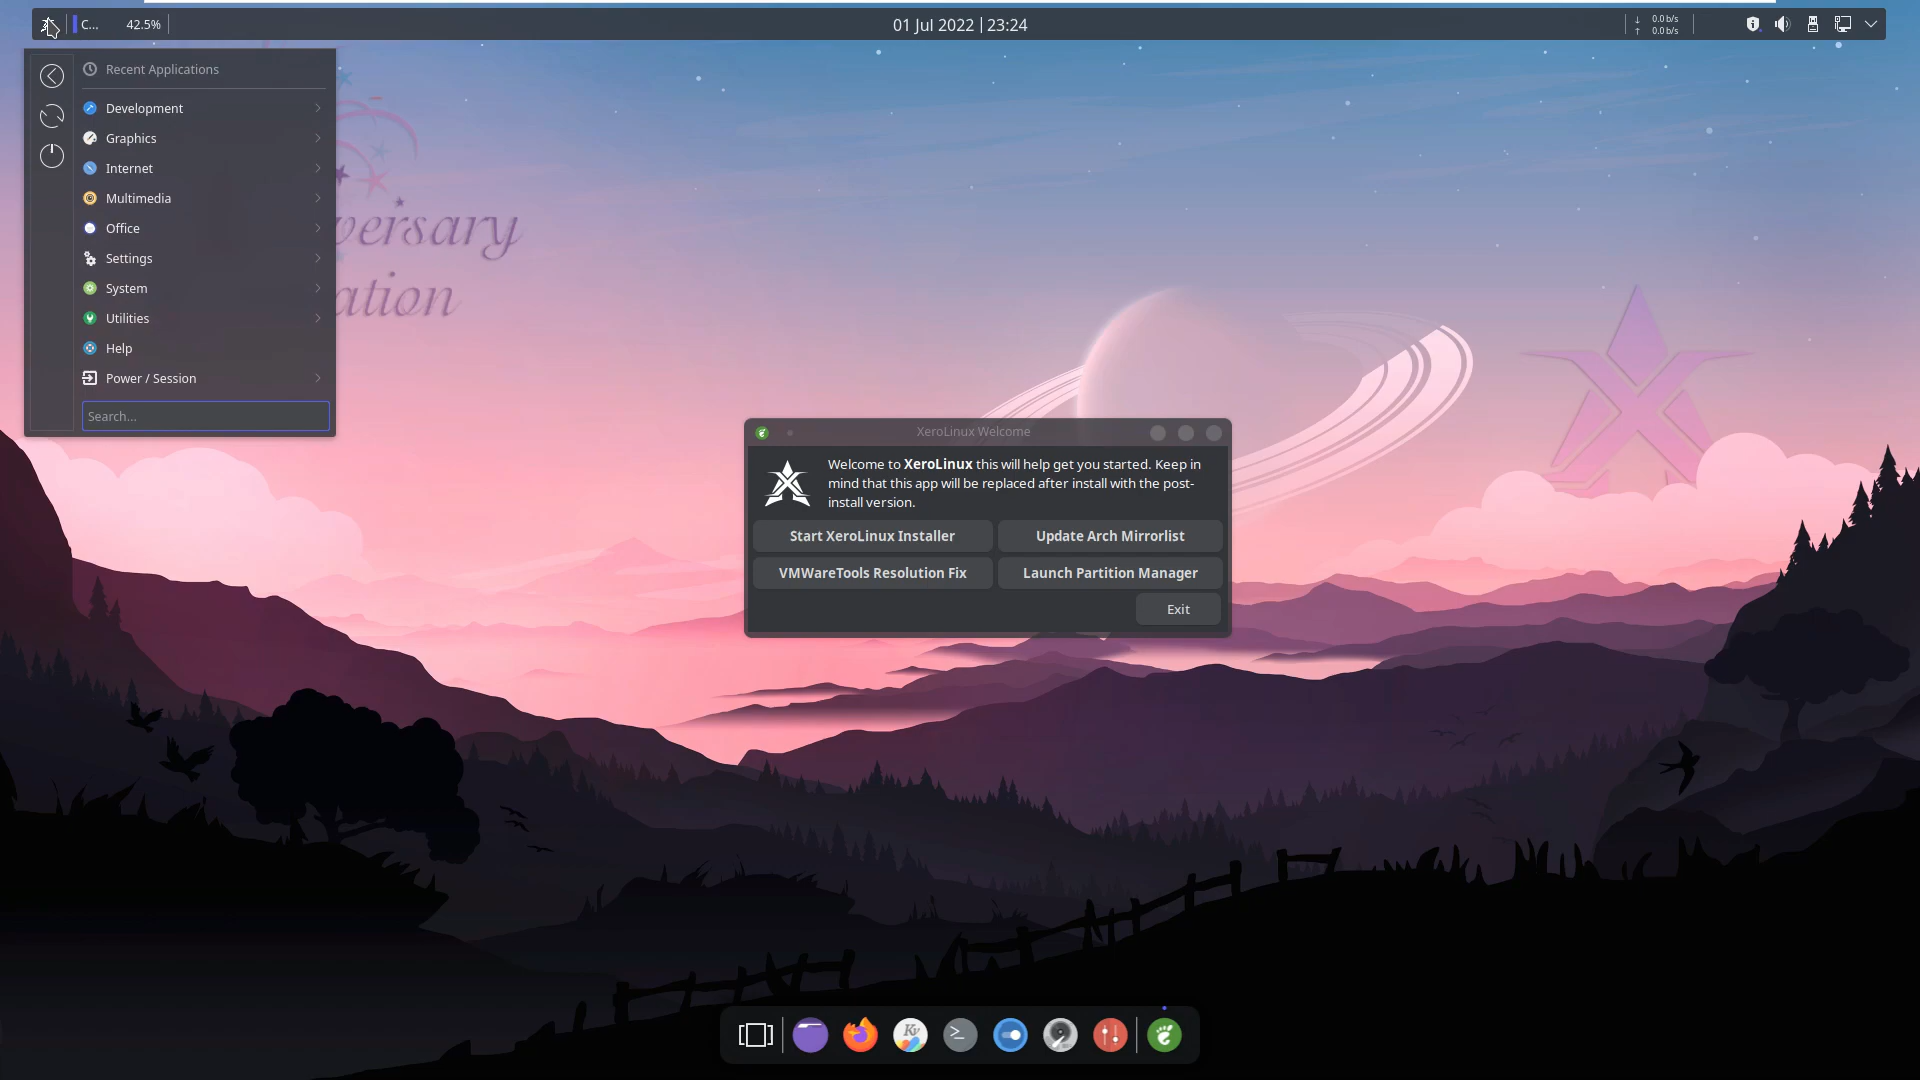 C... 42.5%
01 Jul 2022 | 23:24
0.0 b/s
0.0 b/s
Recent Applications
Development
Graphics
Internet
Multimedia
Office
Settings
System
Utilities
Help
Power / Session
Search...
versary
ation
XeroLinux Welcome
Welcome to XeroLinux this will help get you started. Keep in
mind that this app will be replaced after install with the post-
install version.
Start XeroLinux Installer
Update Arch Mirrorlist
VMWareTools Resolution Fix
Launch Partition Manager
Exit
Kv